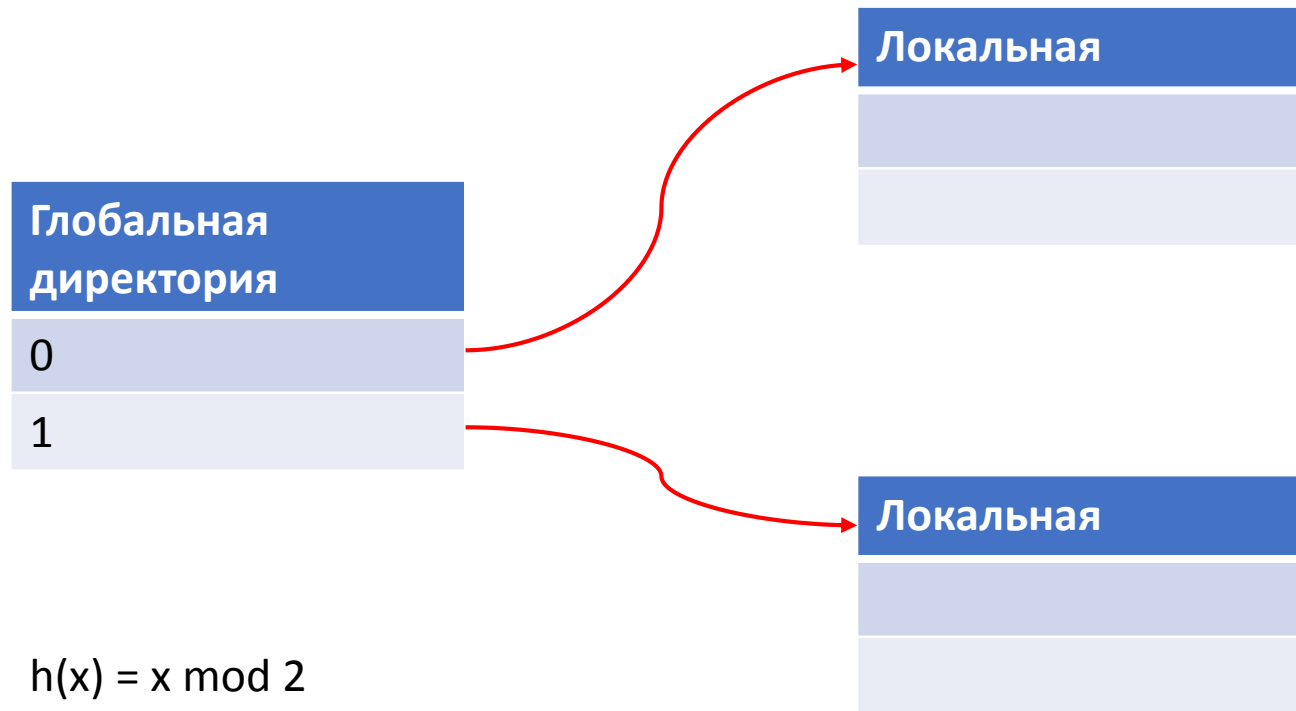 Локальная
Глобальная
директория
0
1
Локальная
h(x) = x mod 2